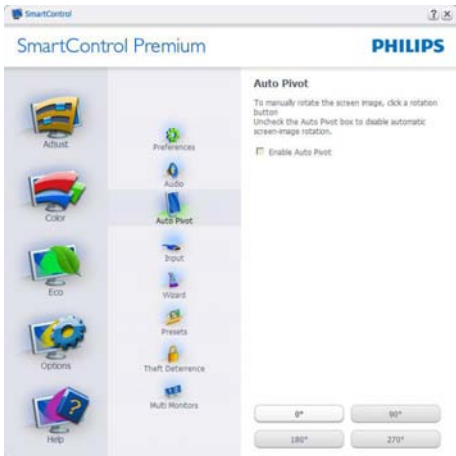 SmartControl
SmartControl Premium
PHILIPS
Adjust
Color
Eco
Options
Help
Preferences
Audio
Auto Pivot
Input
Wizard
Presets
Theft Deterrence
Multi Monitors
Auto Pivot
To manually rotate the screen image, click a rotation
button
Uncheck the Auto Pivot box to disable automatic
screen-image rotation.
Enable Auto Pivot
0° 90°
180° 270°